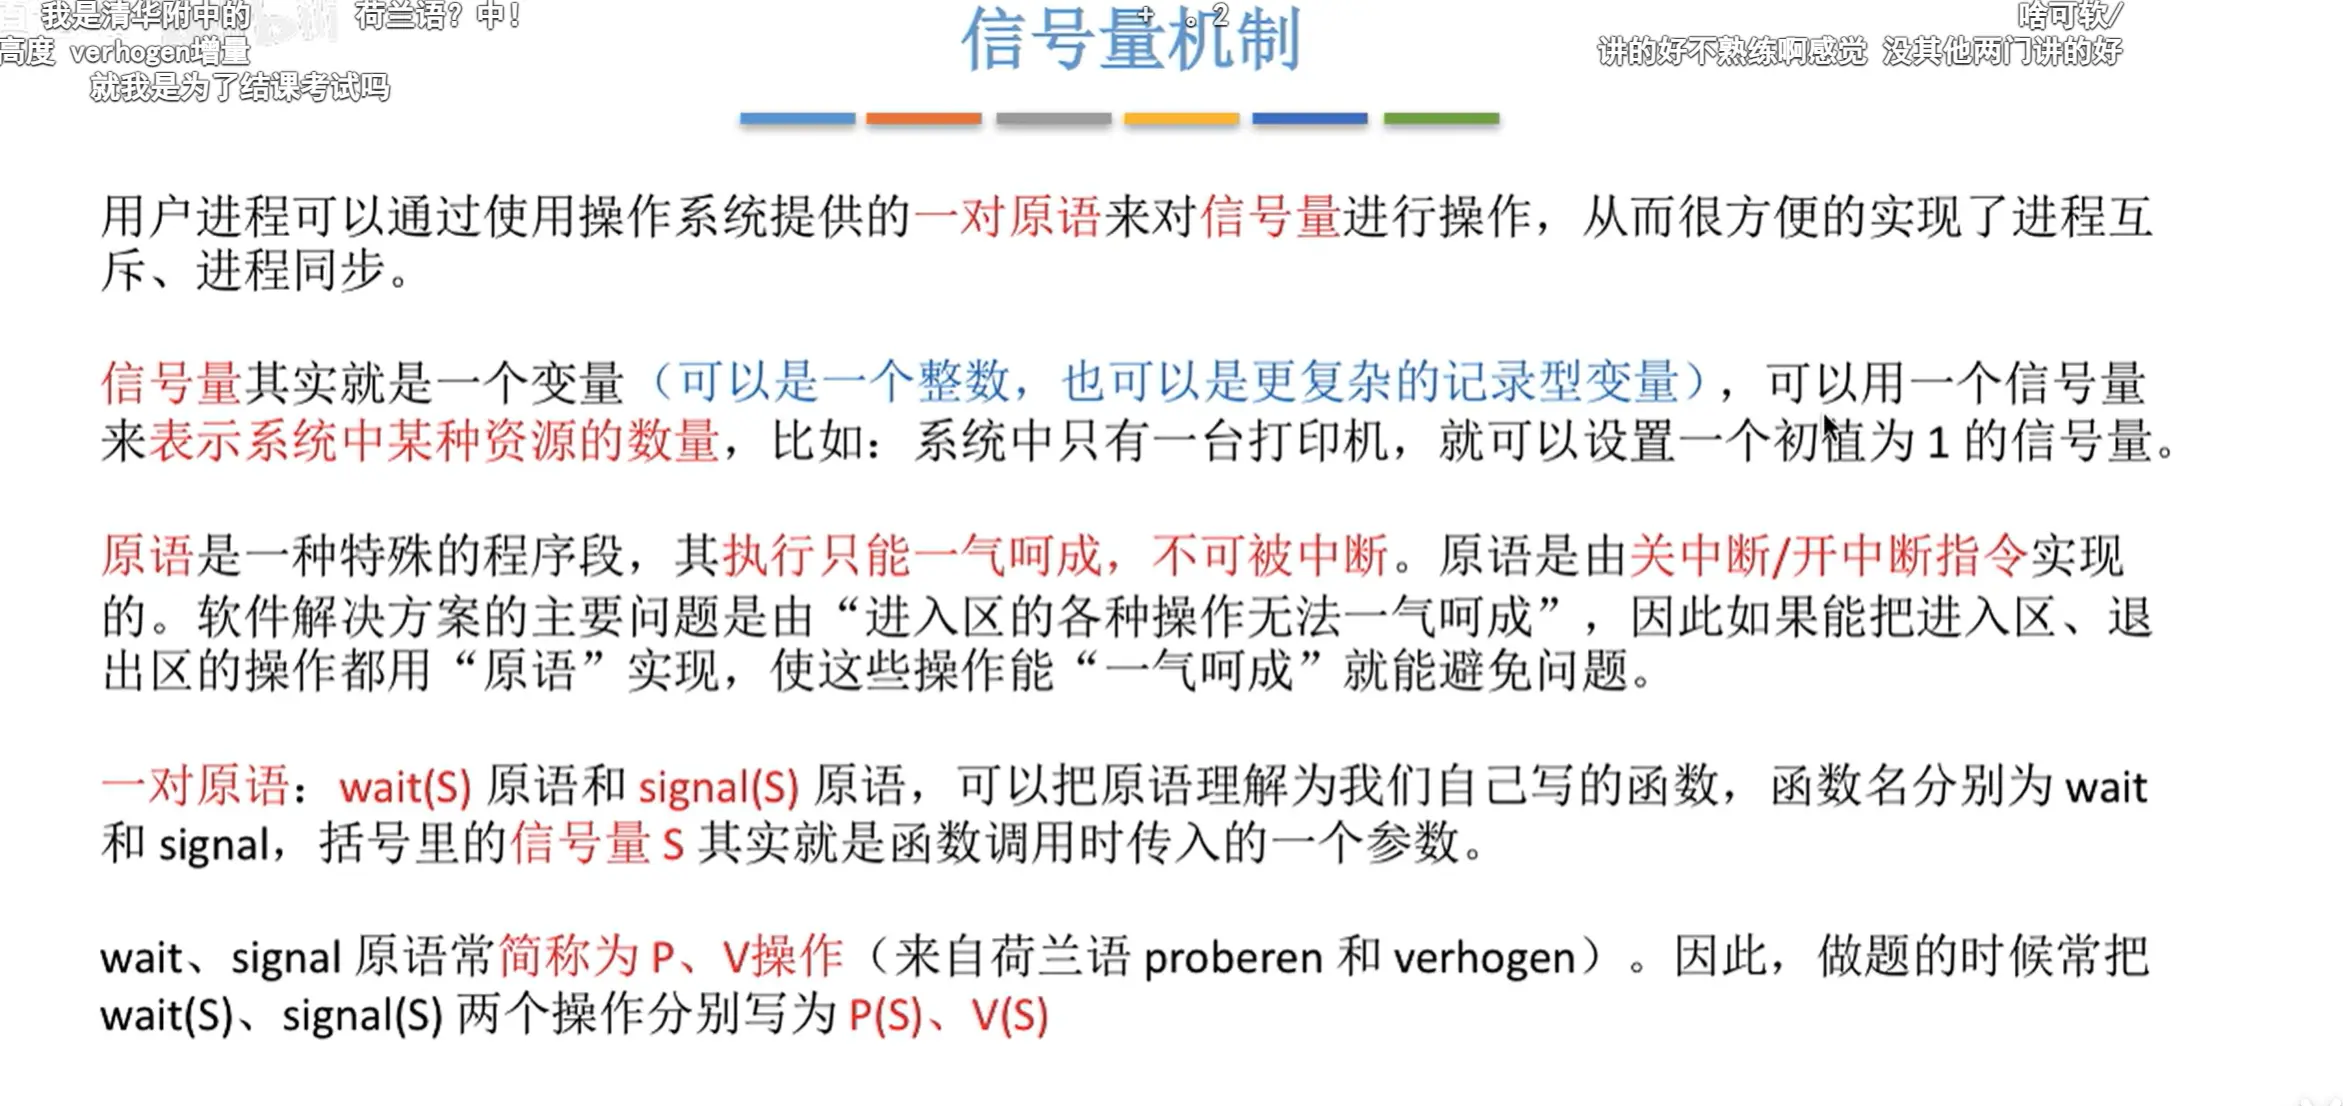 我是清华附中的
荷兰语？中！
+ 。2
啥可软/
高度 verhogen增量
讲的好不熟练啊感觉 没其他两门讲的好
就我是为了结课考试吗
信号量机制
用户进程可以通过使用操作系统提供的一对原语来对信号量进行操作，从而很方便的实现了进程互
斥、进程同步。
信号量其实就是一个变量（可以是一个整数，也可以是更复杂的记录型变量），可以用一个信号量
来表示系统中某种资源的数量，比如：系统中只有一台打印机，就可以设置一个初值为 1 的信号量。
原语是一种特殊的程序段，其执行只能一气呵成，不可被中断。原语是由关中断/开中断指令实现
的。软件解决方案的主要问题是由“进入区的各种操作无法一气呵成”，因此如果能把进入区、退
出区的操作都用“原语”实现，使这些操作能“一气呵成”就能避免问题。
一对原语：wait(S) 原语和 signal(S) 原语，可以把原语理解为我们自己写的函数，函数名分别为 wait
和 signal，括号里的信号量 S 其实就是函数调用时传入的一个参数。
wait、signal 原语常简称为 P、V操作（来自荷兰语 proberen 和 verhogen）。因此，做题的时候常把
wait(S)、signal(S) 两个操作分别写为 P(S)、V(S)